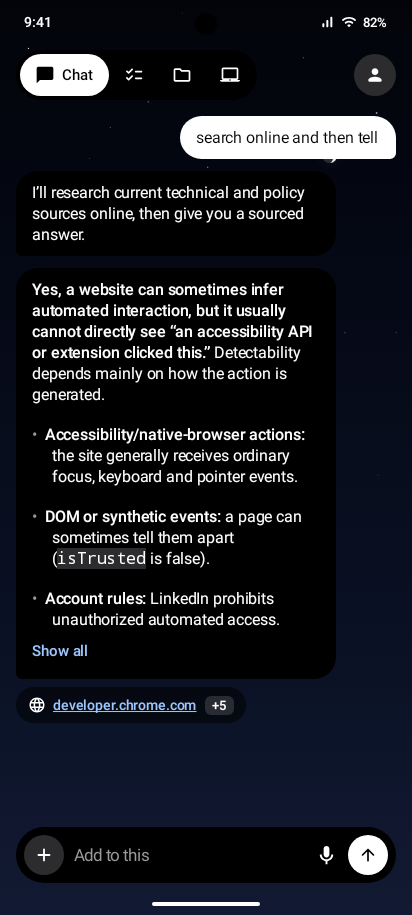 9:41
82%
Chat
search online and then tell
I'll research current technical and policy
sources online, then give you a sourced
answer.
Yes, a website can sometimes infer
automated interaction, but it usually
cannot directly see “an accessibility API
or extension clicked this.” Detectability
depends mainly on how the action is
generated.
• Accessibility/native-browser actions:
the site generally receives ordinary
focus, keyboard and pointer events.
• DOM or synthetic events: a page can
sometimes tell them apart
(isTrusted is false).
• Account rules: LinkedIn prohibits
unauthorized automated access.
Show all
developer.chrome.com +5
Add to this